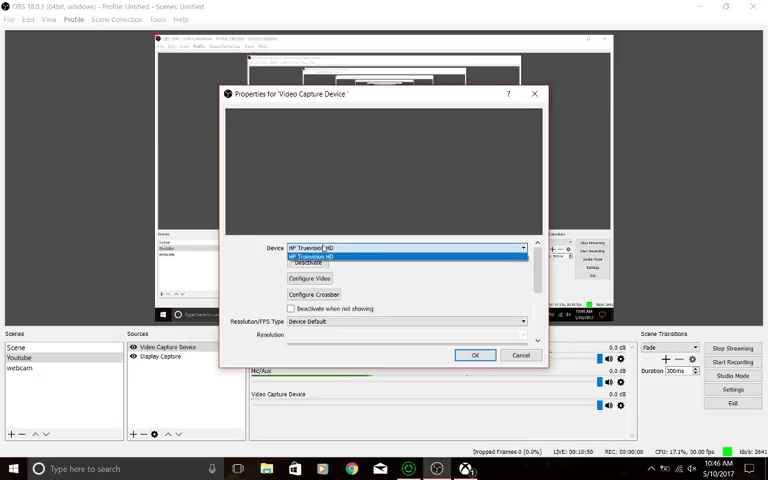 OBS 18.0.1 (64bit, windows) - Profile: Untitled - Scenes: Untitled
File Edit View Profile Scene Collection Tools Help
Properties for 'Video Capture Device'
?
Device HP Truevision HD
HP Truevision HD
Deactivate
Configure Video
Configure Crossbar
Deactivate when not showing
Resolution/FPS Type Device Default
Resolution
OK Cancel
Scenes
Scene
Youtube
webcam
Sources
Video Capture Device
Display Capture
0.0 dB
Mic/Aux 0.0 dB
Video Capture Device 0.0 dB
Scene Transitions
Fade
Duration 300ms
Stop Streaming
Start Recording
Studio Mode
Settings
Exit
Dropped Frames 0 (0.0%) LIVE: 00:10:50 REC: 00:00:00 CPU: 17.1%, 30.00 fps kb/s: 2641
Type here to search
10:46 AM
5/10/2017